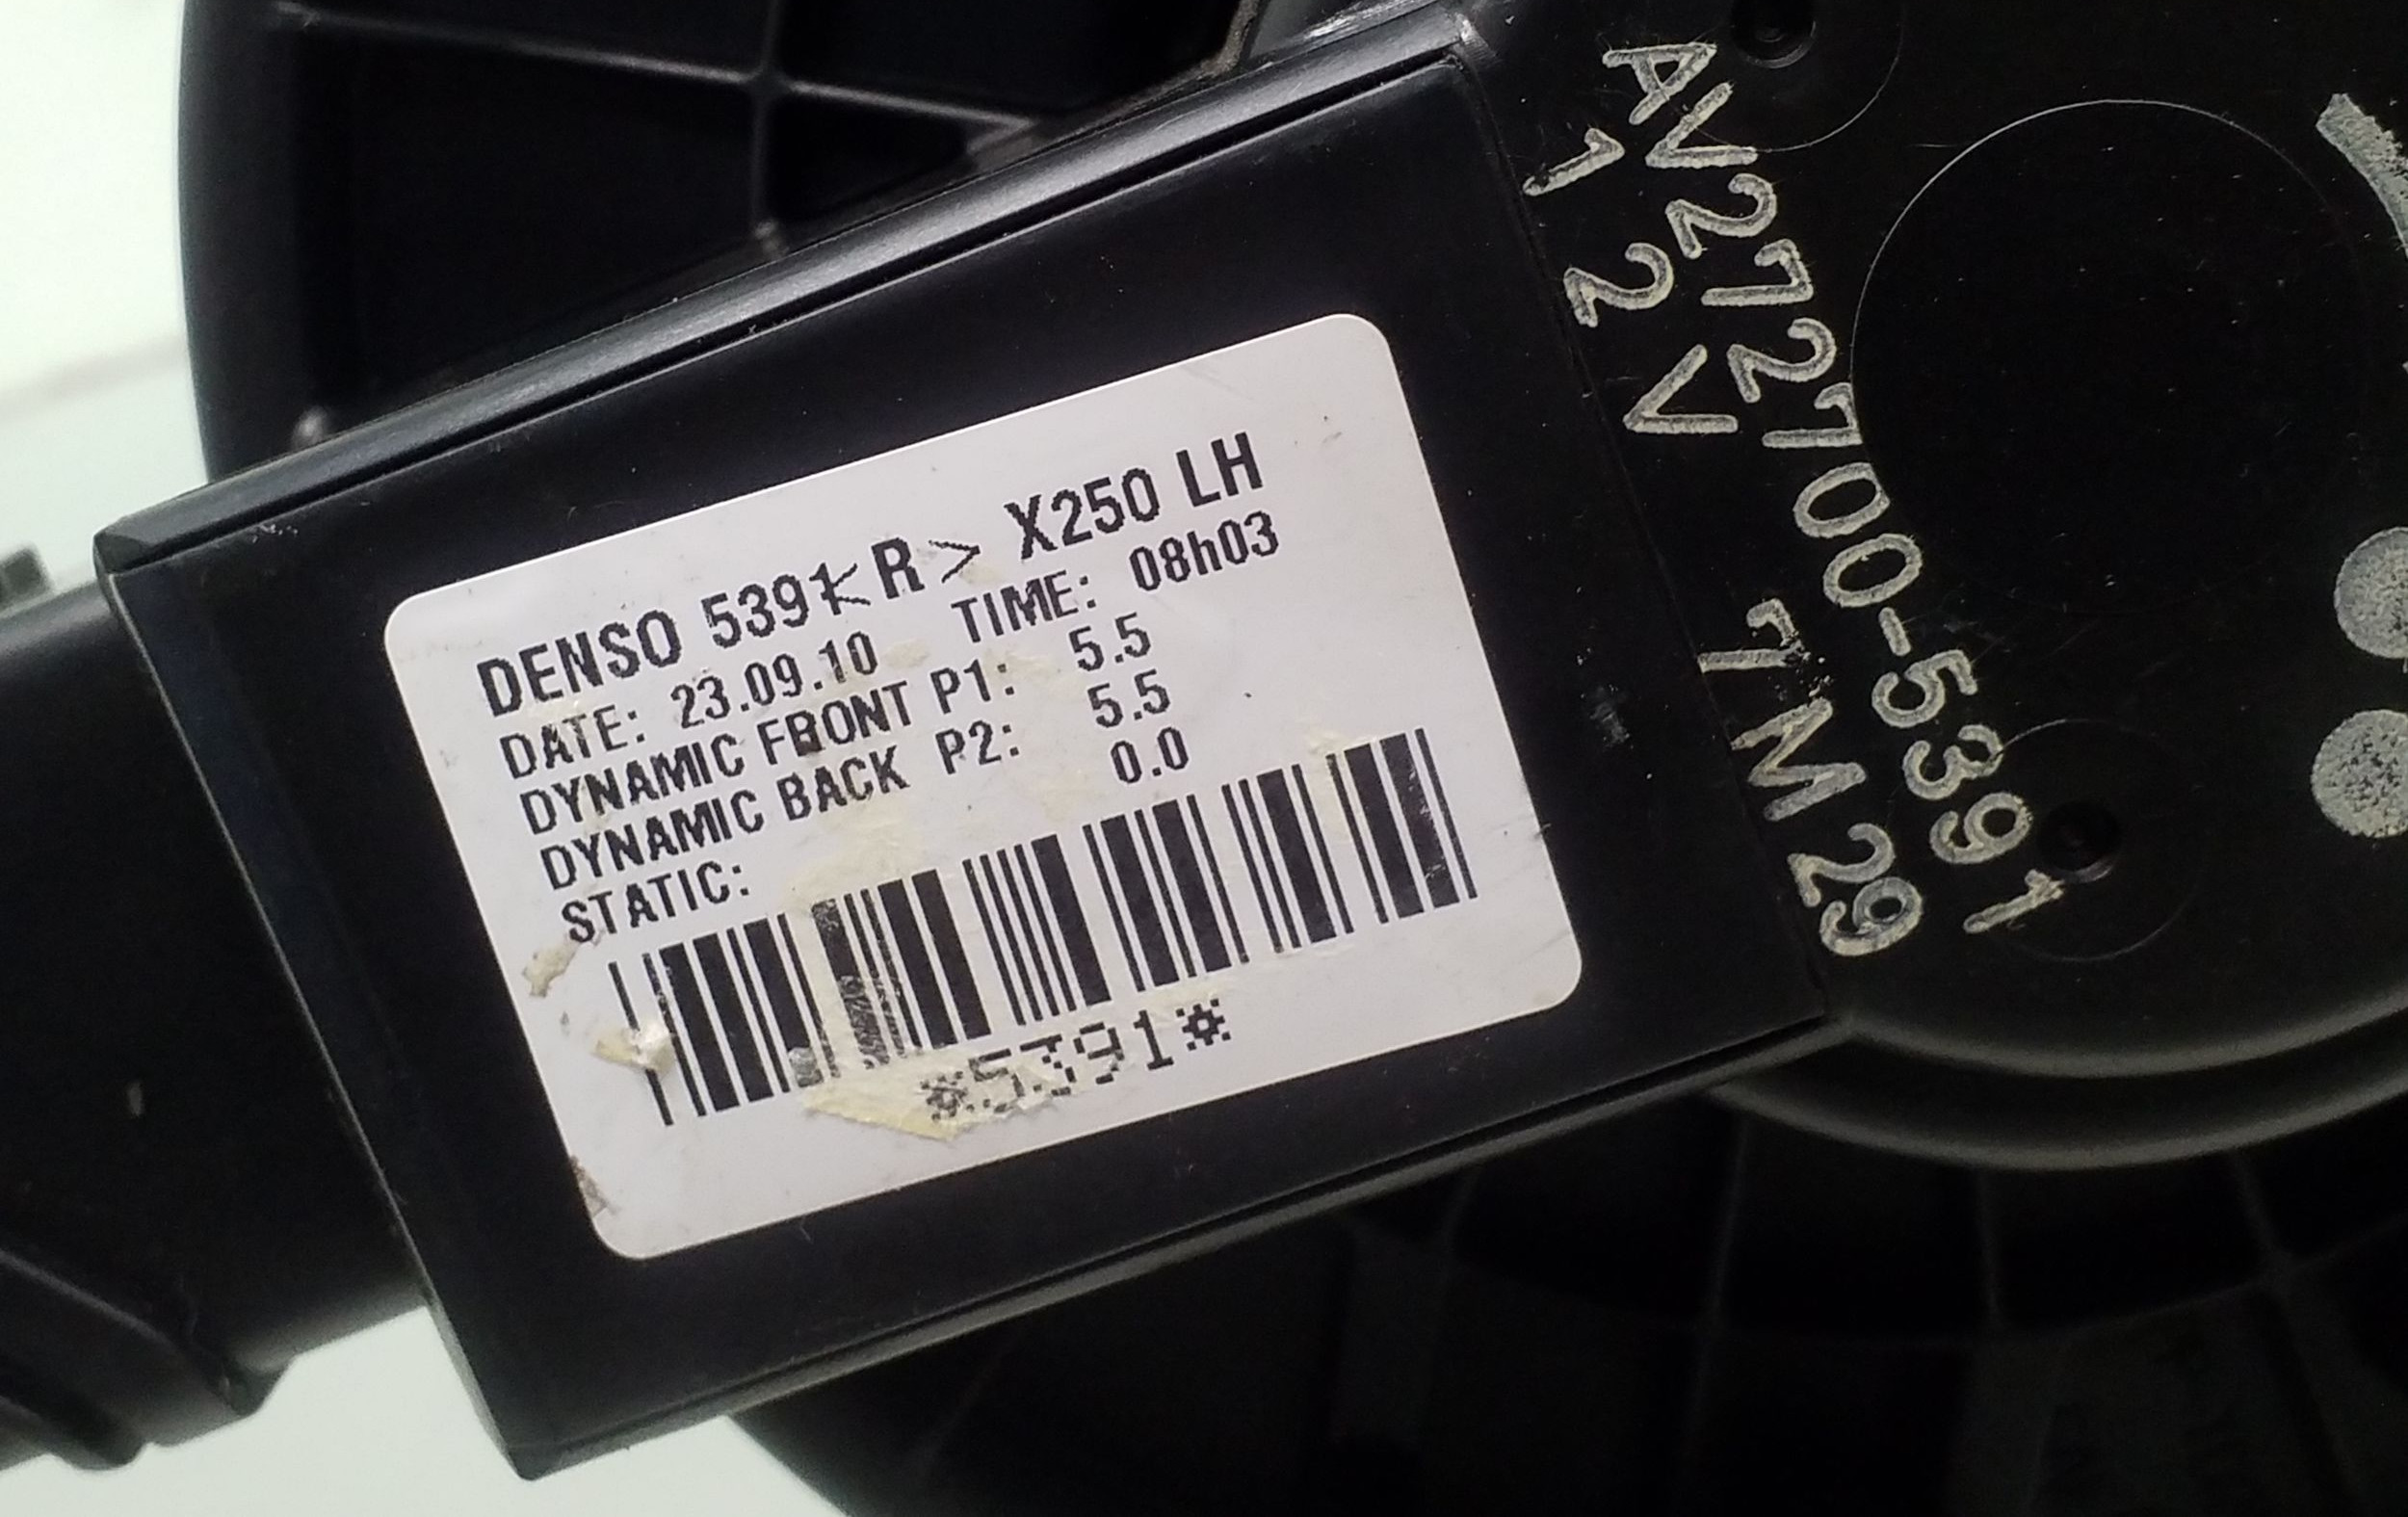 DENSO 5391< R > X250 LH
DATE: 23.09.10 TIME: 08h03
DYNAMIC FRONT P1: 5.5
DYNAMIC BACK P2: 5.5
STATIC: 0.0
*5391*
AV272700-5391
12V 7M29